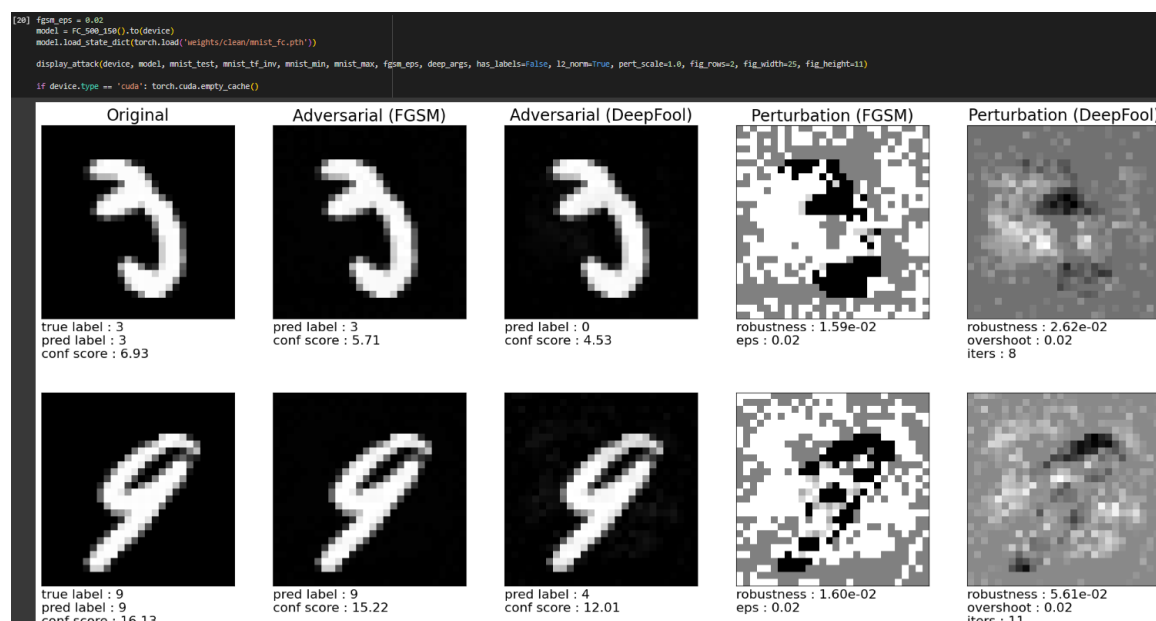 [20] fgsm_eps = 0.02
model = FC_500_150().to(device)
model.load_state_dict(torch.load('weights/clean/mnist_fc.pth'))
display_attack(device, model, mnist_test, mnist_tf_inv, mnist_min, mnist_max, fgsm_eps, deep_args, has_labels=False, l2_norm=True, pert_scale=1.0, fig_rows=2, fig_width=25, fig_height=11)
if device.type == 'cuda': torch.cuda.empty_cache()
Original Adversarial (FGSM) Adversarial (DeepFool) Perturbation (FGSM) Perturbation (DeepFool)
true label : 3 pred label : 3 pred label : 0 robustness : 1.59e-02 robustness : 2.62e-02
pred label : 3 conf score : 5.71 conf score : 4.53 eps : 0.02 overshoot : 0.02
conf score : 6.93 iters : 8
true label : 9 pred label : 9 pred label : 4 robustness : 1.60e-02 robustness : 5.61e-02
pred label : 9 conf score : 15.22 conf score : 12.01 eps : 0.02 overshoot : 0.02
conf score : 16.13 iters : 11